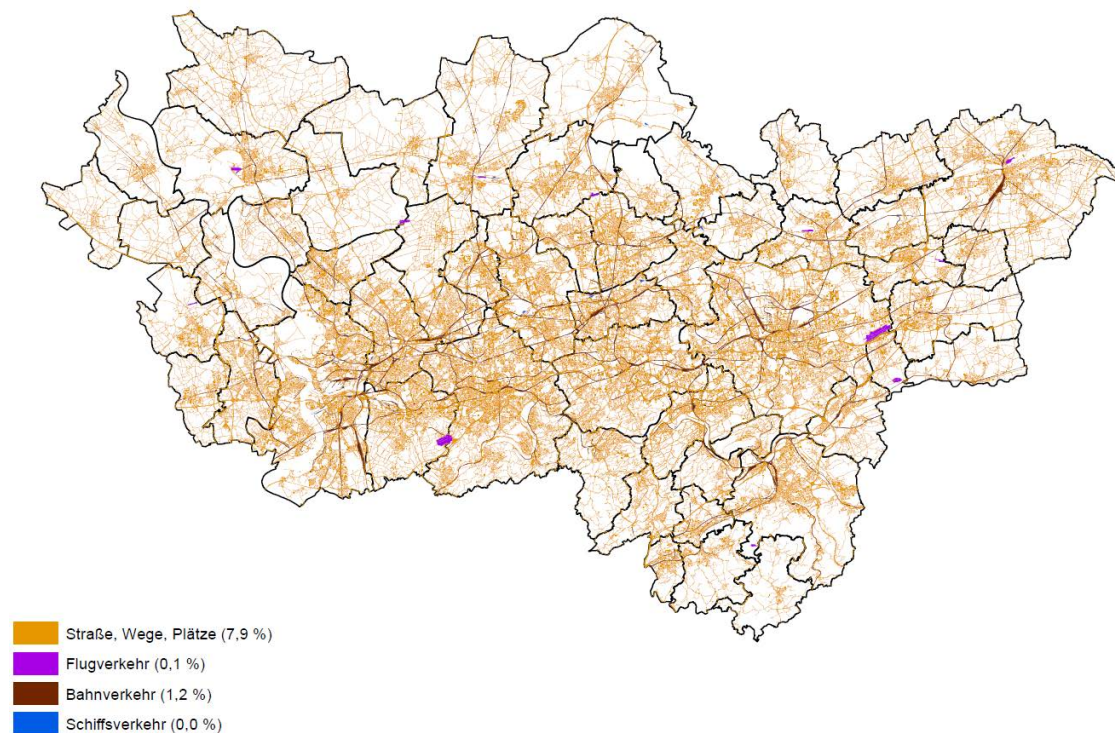 Straße, Wege, Plätze (7,9 %)
Flugverkehr (0,1 %)
Bahnverkehr (1,2 %)
Schiffsverkehr (0,0 %)